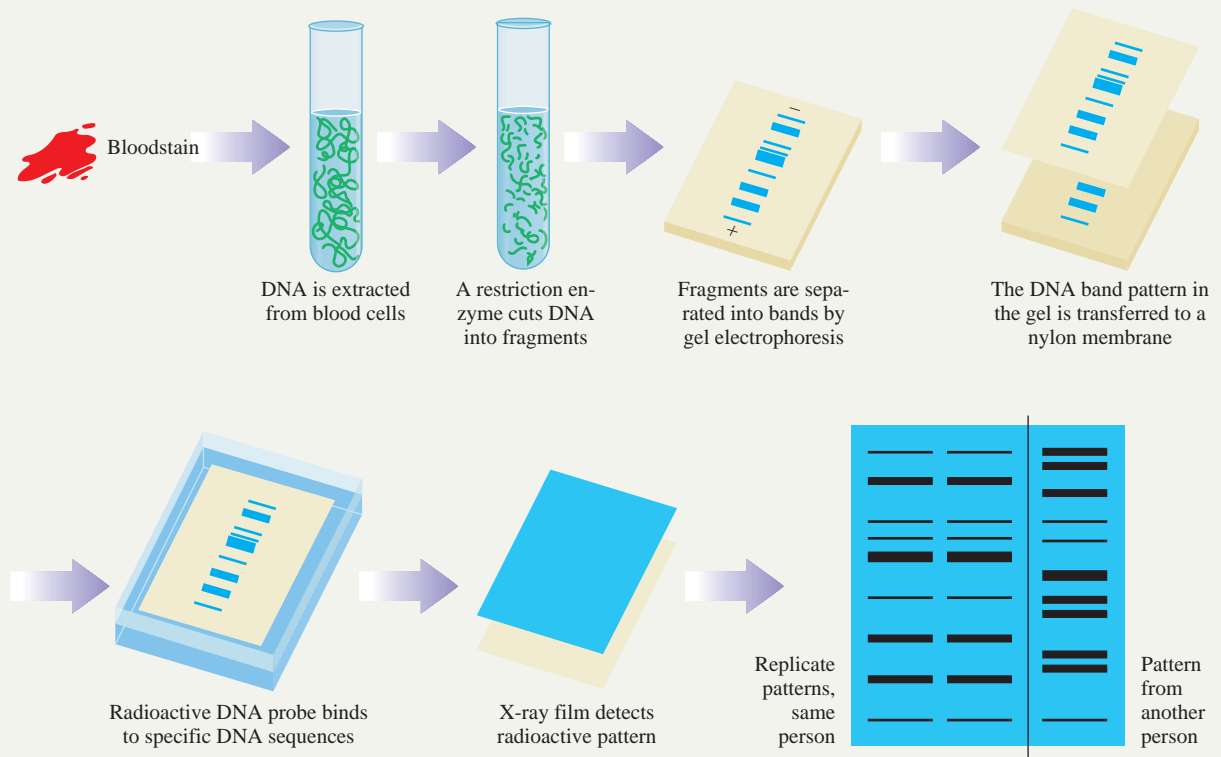 Bloodstain
DNA is extracted
from blood cells
A restriction en-
zyme cuts DNA
into fragments
−
+
Fragments are sepa-
rated into bands by
gel electrophoresis
The DNA band pattern in
the gel is transferred to a
nylon membrane
Radioactive DNA probe binds
to specific DNA sequences
X-ray film detects
radioactive pattern
Replicate
patterns,
same
person
Pattern
from
another
person